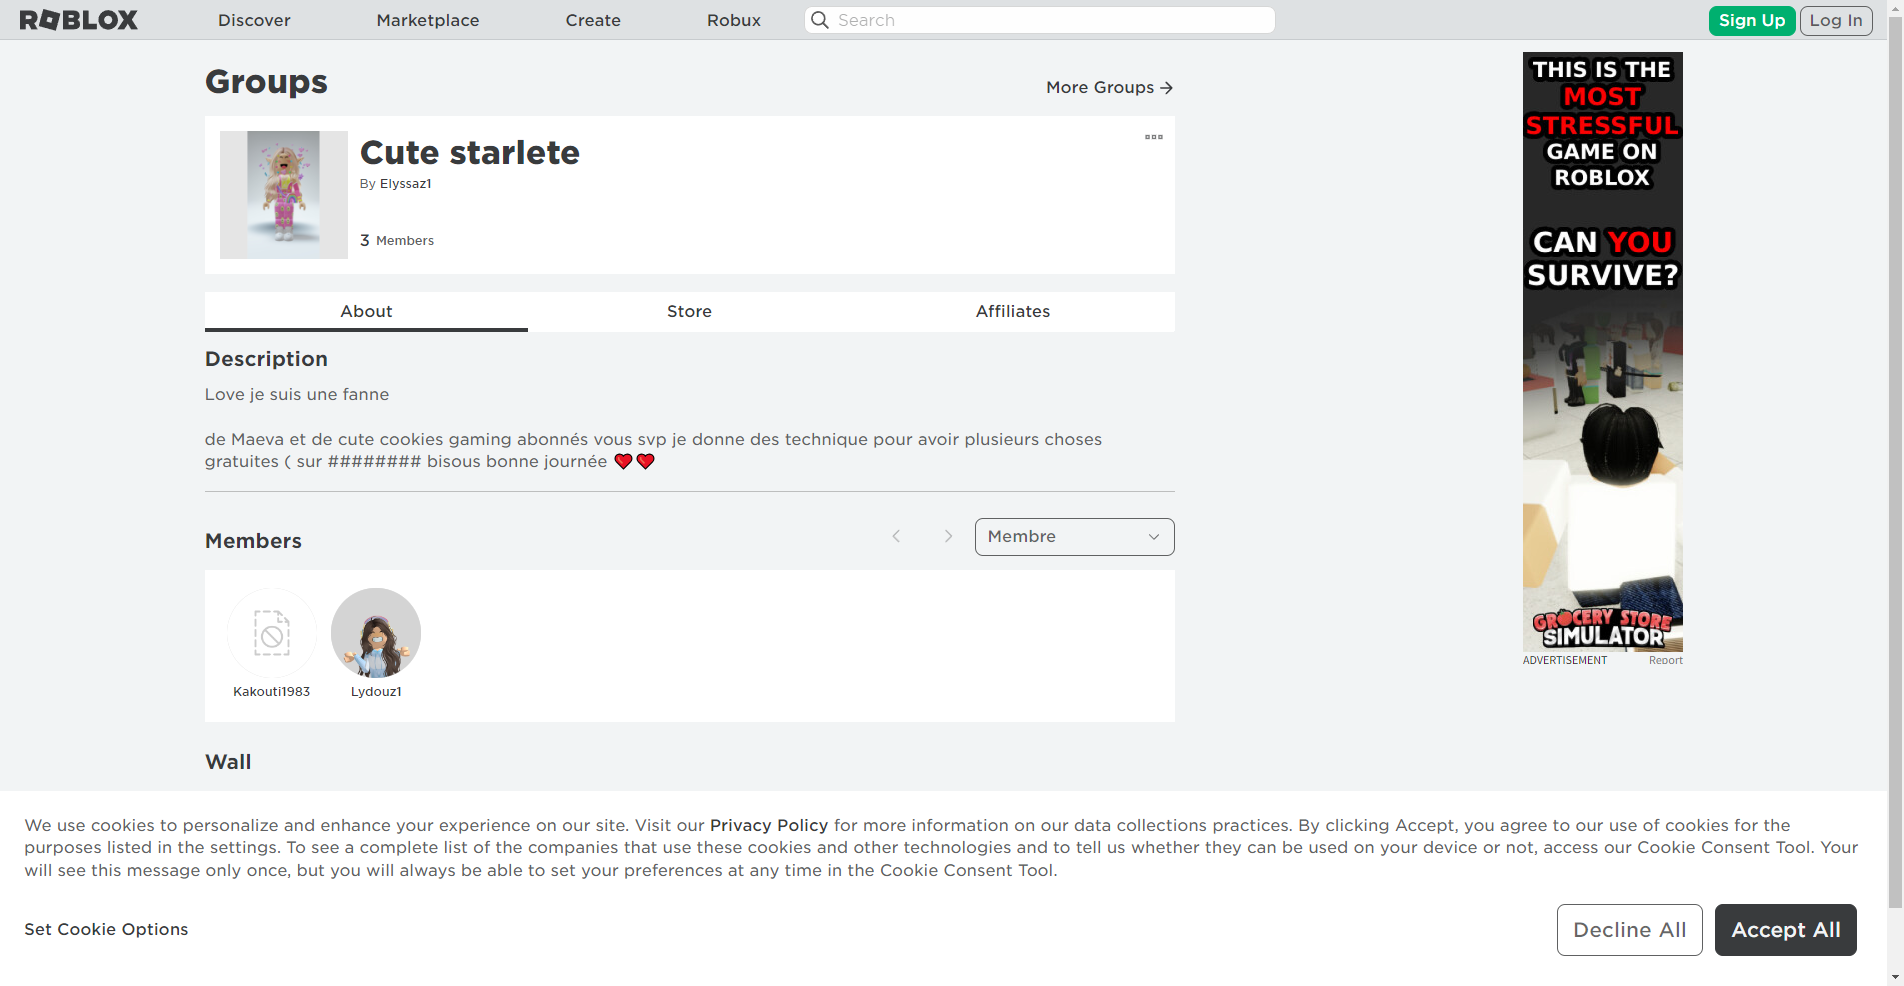 ROBLOX Discover Marketplace Create Robux Search Sign Up Log In
Groups
More Groups
Cute starlete
By Elyssaz1
3 Members
About Store Affiliates
Description
Love je suis une fanne
de Maeva et de cute cookies gaming abonnés vous svp je donne des technique pour avoir plusieurs choses
gratuites ( sur ######## bisous bonne journée ❤❤
Members
Membre
Kakouti1983 Lydouz1
Wall
THIS IS THE
MOST
STRESSFUL
GAME ON
ROBLOX
CAN YOU
SURVIVE?
GROCERY STORE
SIMULATOR
ADVERTISEMENT Report
We use cookies to personalize and enhance your experience on our site. Visit our Privacy Policy for more information on our data collections practices. By clicking Accept, you agree to our use of cookies for the
purposes listed in the settings. To see a complete list of the companies that use these cookies and other technologies and to tell us whether they can be used on your device or not, access our Cookie Consent Tool. Your
will see this message only once, but you will always be able to set your preferences at any time in the Cookie Consent Tool.
Set Cookie Options
Decline All Accept All